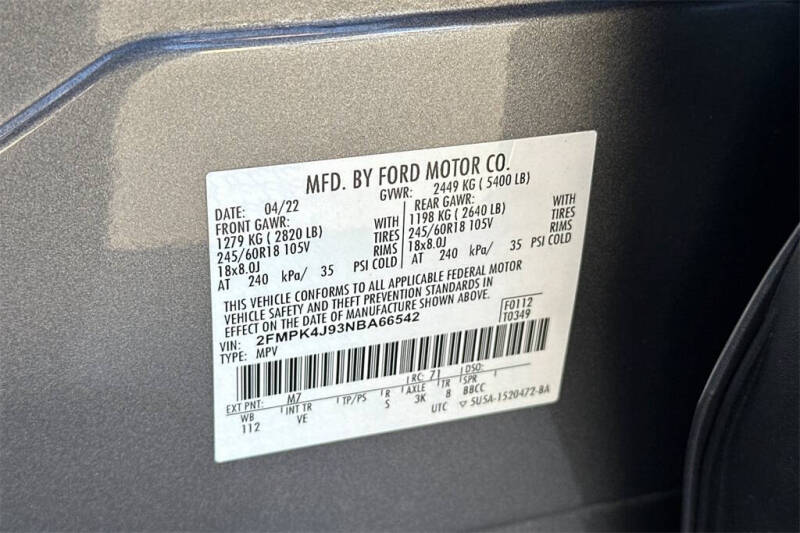 MFD. BY FORD MOTOR CO.
DATE: 04/22 GVWR: 2449 KG ( 5400 LB)
FRONT GAWR: WITH REAR GAWR: WITH
1279 KG ( 2820 LB) TIRES 1198 KG ( 2640 LB) TIRES
245/60R18 105V RIMS 245/60R18 105V RIMS
18x8.0J PSI COLD 18x8.0J PSI COLD
AT 240 kPa/ 35 AT 240 kPa/ 35
THIS VEHICLE CONFORMS TO ALL APPLICABLE FEDERAL MOTOR
VEHICLE SAFETY AND THEFT PREVENTION STANDARDS IN
EFFECT ON THE DATE OF MANUFACTURE SHOWN ABOVE.
VIN: 2FMPK4J93NBA66542 F0112
TYPE: MPV T0349
RC: 71 DSO:
EXT PNT: M7 INT TR TP/PS R AXLE TR SPR
WB 112 VE S 3K 8 BBCC
UTC SU5A-1520472-BA